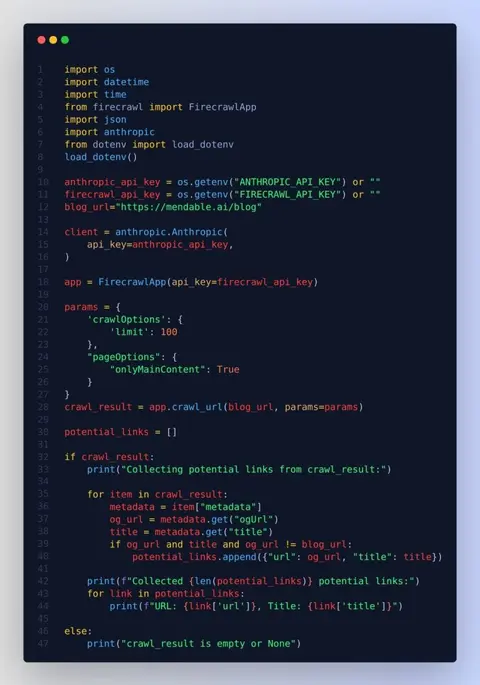 1 import os
2 import datetime
3 import time
4 from firecrawl import FirecrawlApp
5 import json
6 import anthropic
7 from dotenv import load_dotenv
8 load_dotenv()
9
10 anthropic_api_key = os.getenv("ANTHROPIC_API_KEY") or ""
11 firecrawl_api_key = os.getenv("FIRECRAWL_API_KEY") or ""
12 blog_url="https://mendable.ai/blog"
13
14 client = anthropic.Anthropic(
15     api_key=anthropic_api_key,
16 )
17
18 app = FirecrawlApp(api_key=firecrawl_api_key)
19
20 params = {
21     'crawlOptions': {
22         'limit': 100
23     },
24     "pageOptions": {
25         "onlyMainContent": True
26     }
27 }
28 crawl_result = app.crawl_url(blog_url, params=params)
29
30 potential_links = []
31
32 if crawl_result:
33     print("Collecting potential links from crawl_result:")
34
35     for item in crawl_result:
36         metadata = item["metadata"]
37         og_url = metadata.get("ogUrl")
38         title = metadata.get("title")
39         if og_url and title and og_url != blog_url:
40             potential_links.append({"url": og_url, "title": title})
41
42     print(f"Collected {len(potential_links)} potential links:")
43     for link in potential_links:
44         print(f"URL: {link['url']}, Title: {link['title']}")
45
46 else:
47     print("crawl_result is empty or None")